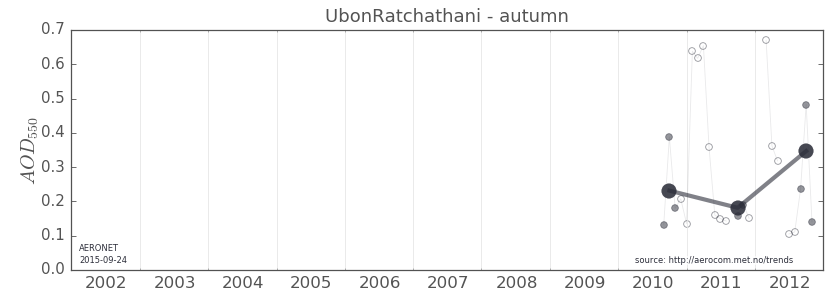 UbonRatchathani - autumn
0.7
0.6
0.5
0.4
0.3
0.2
0.1
0.0
AOD550
AERONET
2015-09-24
source: http://aerocom.met.no/trends
2002 2003 2004 2005 2006 2007 2008 2009 2010 2011 2012